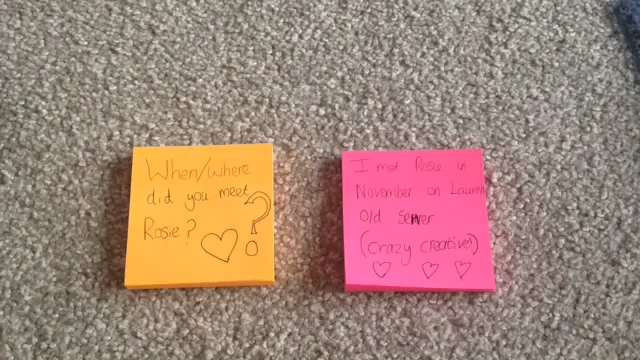 When/where
did you meet
Rosie?
?
I met Rosie in
November on
Old Server
(crazy creative!)